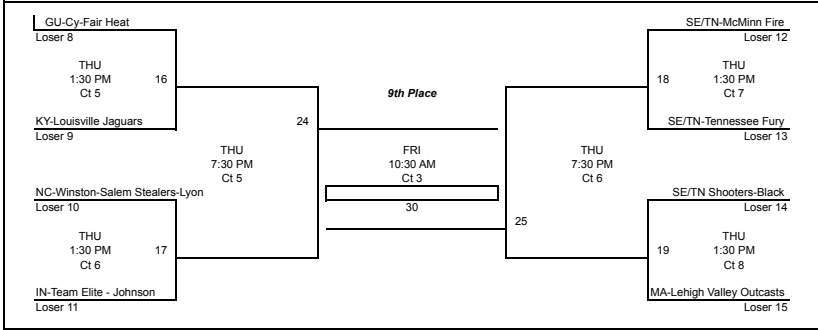 GU-Cy-Fair Heat
Loser 8
THU
1:30 PM
Ct 5
16
KY-Louisville Jaguars
Loser 9
THU
7:30 PM
Ct 5
24
NC-Winston-Salem Stealers-Lyon
Loser 10
THU
1:30 PM
Ct 6
17
IN-Team Elite - Johnson
Loser 11
9th Place
FRI
10:30 AM
Ct 3
30
SE/TN-McMinn Fire
Loser 12
THU
1:30 PM
Ct 7
18
SE/TN-Tennessee Fury
Loser 13
THU
7:30 PM
Ct 6
25
SE/TN Shooters-Black
Loser 14
THU
1:30 PM
Ct 8
19
MA-Lehigh Valley Outcasts
Loser 15